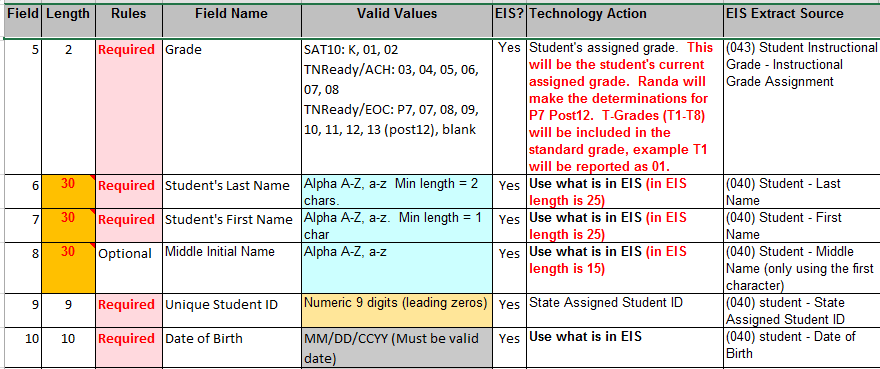 Field Length Rules Field Name Valid Values EIS? Technology Action EIS Extract Source
5 2 Required Grade SAT10: K, 01, 02 Yes Student's assigned grade. This (043) Student Instructional
TNReady/ACH: 03, 04, 05, 06, will be the student's current Grade - Instructional
07, 08 assigned grade. Randa will Grade Assignment
TNReady/EOC: P7, 07, 08, 09, make the determinations for
10, 11, 12, 13 (post12), blank P7 Post12. T-Grades (T1-T8)
will be included in the
standard grade, example T1
will be reported as 01.
6 30 Required Student's Last Name Alpha A-Z, a-z Min length = 2 Yes Use what is in EIS (in EIS (040) Student - Last
chars. length is 25) Name
7 30 Required Student's First Name Alpha A-Z, a-z. Min length = 1 Yes Use what is in EIS (in EIS (040) Student - First
char length is 25) Name
8 30 Optional Middle Initial Name Alpha A-Z, a-z Yes Use what is in EIS (in EIS (040) Student - Middle
length is 15) Name (only using the first
character)
9 9 Required Unique Student ID Numeric 9 digits (leading zeros) Yes State Assigned Student ID (040) student - State
Assigned Student ID
10 10 Required Date of Birth MM/DD/CCYY (Must be valid Yes Use what is in EIS (040) student - Date of
date) Birth